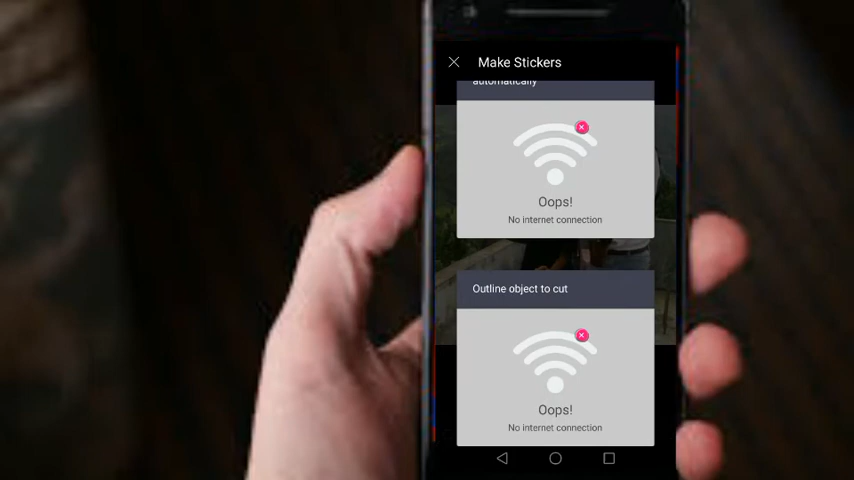 Make Stickers
automatically
Oops!
No internet connection
Outline object to cut
Oops!
No internet connection